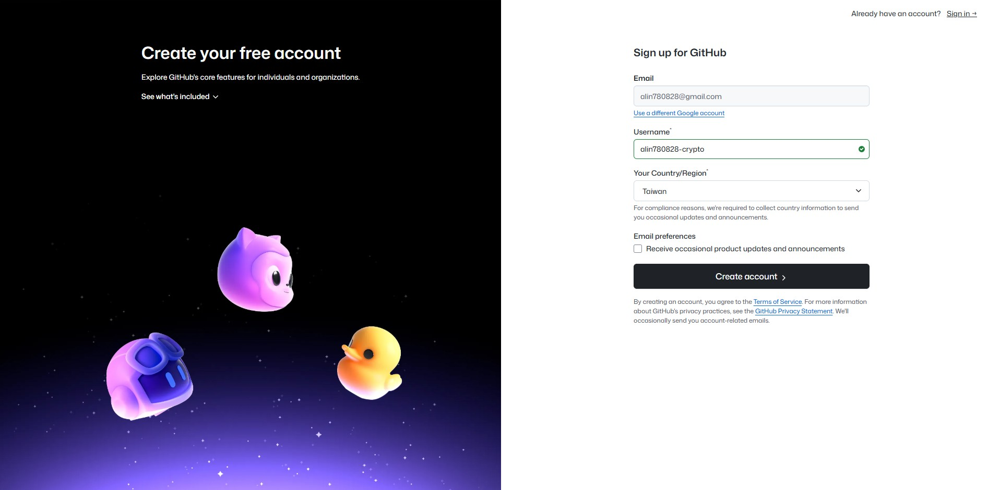 Already have an account? Sign in →
Create your free account
Explore GitHub's core features for individuals and organizations.
See what's included
Sign up for GitHub
Email
alin780828@gmail.com
Use a different Google account
Username*
alin780828-crypto
Your Country/Region*
Taiwan
For compliance reasons, we're required to collect country information to send
you occasional updates and announcements.
Email preferences
Receive occasional product updates and announcements
Create account
By creating an account, you agree to the Terms of Service. For more information
about GitHub's privacy practices, see the GitHub Privacy Statement. We'll
occasionally send you account-related emails.